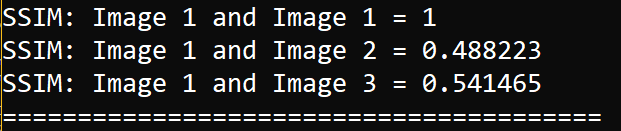 SSIM: Image 1 and Image 1 = 1
SSIM: Image 1 and Image 2 = 0.488223
SSIM: Image 1 and Image 3 = 0.541465
========================================